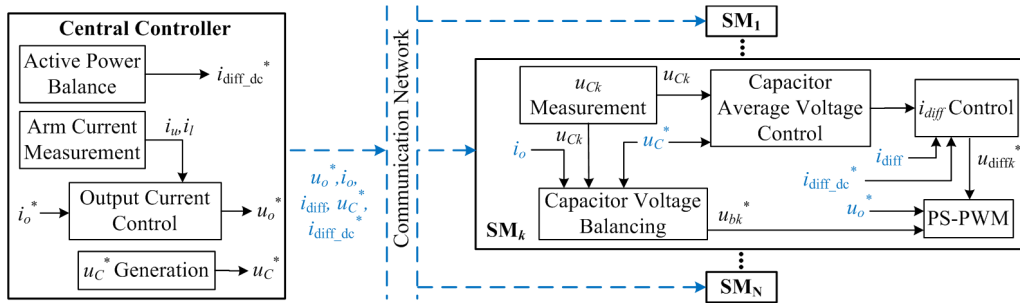 Central Controller
Active Power
Balance
i_diff_dc*
Arm Current
Measurement
i_u, i_l
i_o*
Output Current
Control
u_o*
u_C* Generation
u_C*
u_o*, i_o,
i_diff, u_C*,
i_diff_dc*
Communication Network
SM_1
u_Ck
Measurement
u_Ck
u_Ck
Capacitor
Average Voltage
Control
i_diff Control
i_o
u_C*
i_diff
i_diff_dc*
u_diffk*
Capacitor Voltage
Balancing
u_bk*
u_o*
PS-PWM
SM_k
SM_N